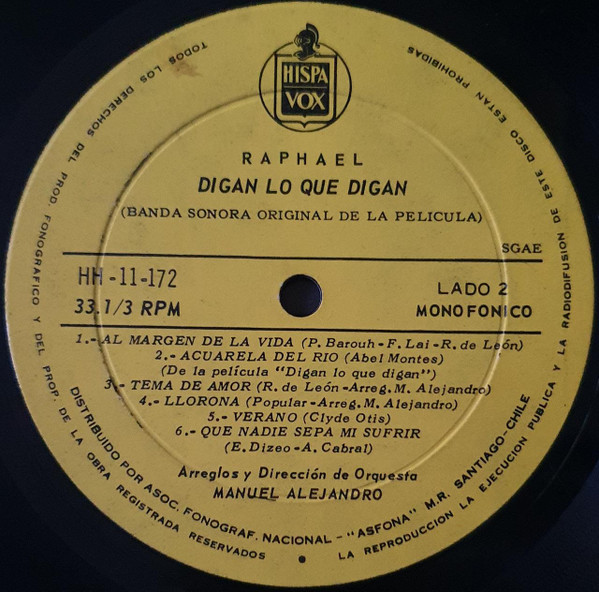 HISPA
VOX
RAPHAEL
DIGAN LO QUE DIGAN
(BANDA SONORA ORIGINAL DE LA PELICULA)
SGAE
HH-11-172
33.1/3 RPM
LADO 2
MONOFONICO
1.- AL MARGEN DE LA VIDA (P. Barouh-F. Lai-R. de León)
2.- ACUARELA DEL RIO (Abel Montes)
(De la película "Digan lo que digan")
3.- TEMA DE AMOR (R. de León-Arreg. M. Alejandro)
4.- LLORONA (Popular-Arreg. M. Alejandro)
5.- VERANO (Clyde Otis)
6.- QUE NADIE SEPA MI SUFRIR
(E. Dizeo-A. Cabral)
Arreglos y Dirección de Orquesta
MANUEL ALEJANDRO
DISTRIBUIDO POR ASOC. FONOGRAF. NACIONAL - "ASFONA" M.R. SANTIAGO-CHILE
TODOS LOS DERECHOS DEL PROD. FONOGRAFICO Y DEL PROP. DE LA OBRA REGISTRADA RESERVADOS • LA REPRODUCCION LA EJECUCION PUBLICA Y LA RADIODIFUSION DE ESTE DISCO ESTAN PROHIBIDAS